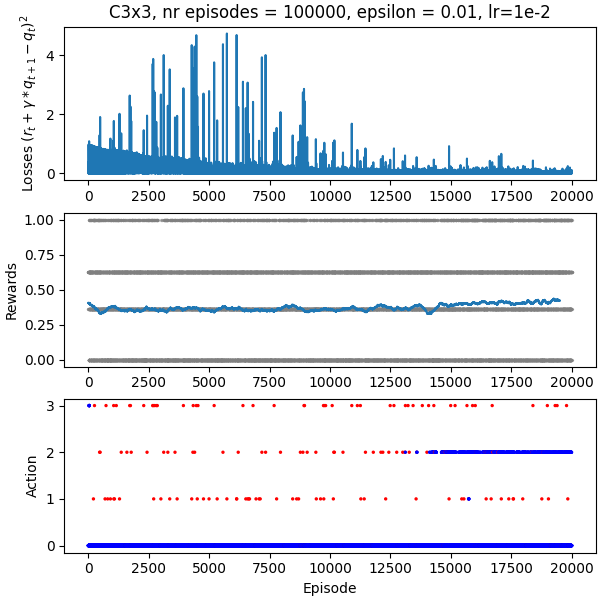 C3x3, nr episodes = 100000, epsilon = 0.01, lr=1e-2
Losses $(r_t + \gamma * q_{t+1} - q_t)^2$
4
2
0
0 2500 5000 7500 10000 12500 15000 17500 20000
Rewards
1.00
0.75
0.50
0.25
0.00
0 2500 5000 7500 10000 12500 15000 17500 20000
Action
3
2
1
0
0 2500 5000 7500 10000 12500 15000 17500 20000
Episode